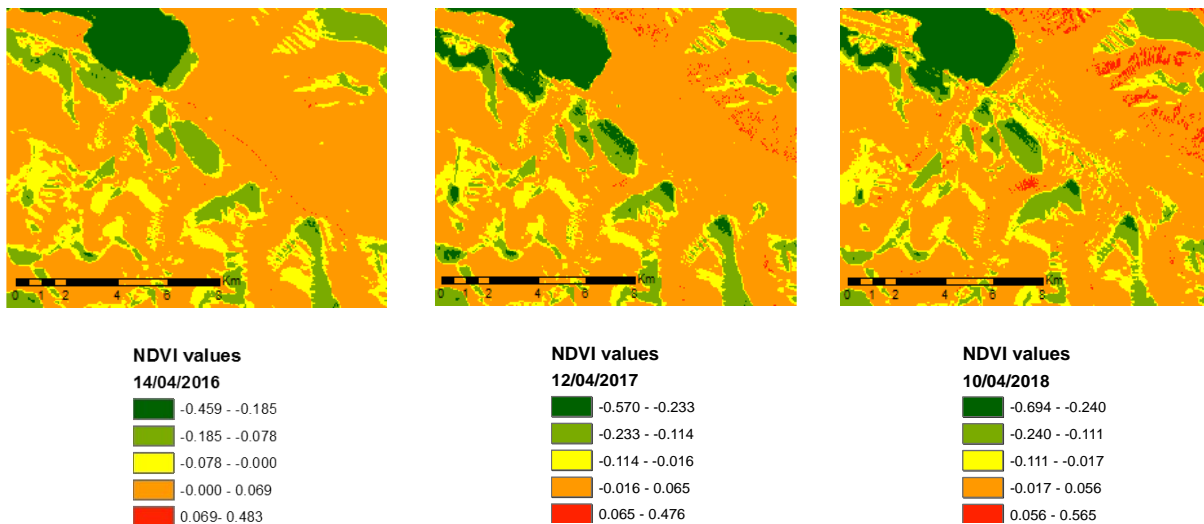 0 1 2 4 6 8 Km
0 1 2 4 6 8 Km
0 1 2 4 6 8 Km
NDVI values
14/04/2016
-0.459 - -0.185
-0.185 - -0.078
-0.078 - -0.000
-0.000 - 0.069
0.069- 0.483
NDVI values
12/04/2017
-0.570 - -0.233
-0.233 - -0.114
-0.114 - -0.016
-0.016 - 0.065
0.065 - 0.476
NDVI values
10/04/2018
-0.694 - -0.240
-0.240 - -0.111
-0.111 - -0.017
-0.017 - 0.056
0.056 - 0.565